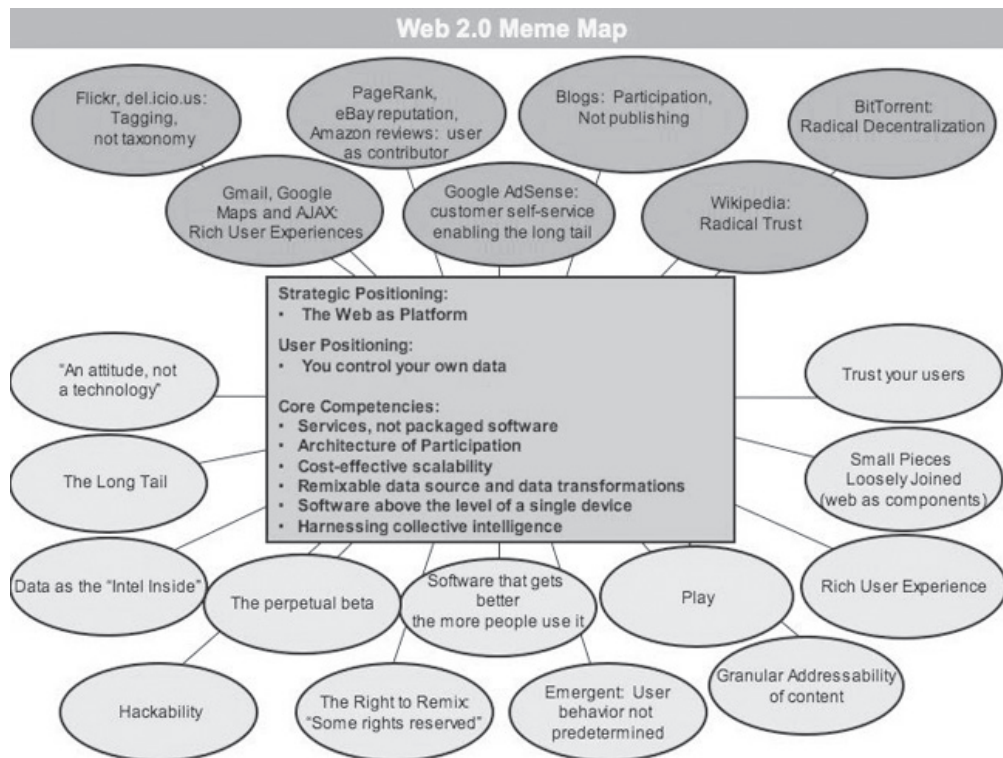 Web 2.0 Meme Map
Flickr, del.icio.us:
Tagging,
not taxonomy
PageRank,
eBay reputation,
Amazon reviews: user
as contributor
Blogs: Participation,
Not publishing
BitTorrent:
Radical Decentralization
Gmail, Google
Maps and AJAX:
Rich User Experiences
Google AdSense:
customer self-service
enabling the long tail
Wikipedia:
Radical Trust
Strategic Positioning:
• The Web as Platform
User Positioning:
• You control your own data
Core Competencies:
• Services, not packaged software
• Architecture of Participation
• Cost-effective scalability
• Remixable data source and data transformations
• Software above the level of a single device
• Harnessing collective intelligence
"An attitude, not
a technology"
Trust your users
The Long Tail
Small Pieces
Loosely Joined
(web as components)
Data as the "Intel Inside"
The perpetual beta
Software that gets
better
the more people use it
Play
Rich User Experience
Hackability
The Right to Remix:
"Some rights reserved"
Emergent: User
behavior not
predetermined
Granular Addressability
of content